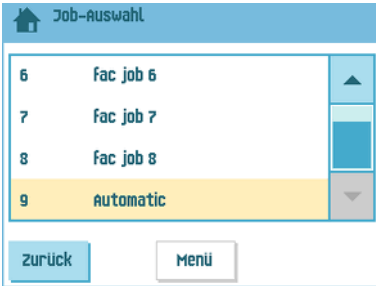 Job-Auswahl
6 fac job 6
7 fac job 7
8 fac job 8
9 Automatic
Zurück Menü